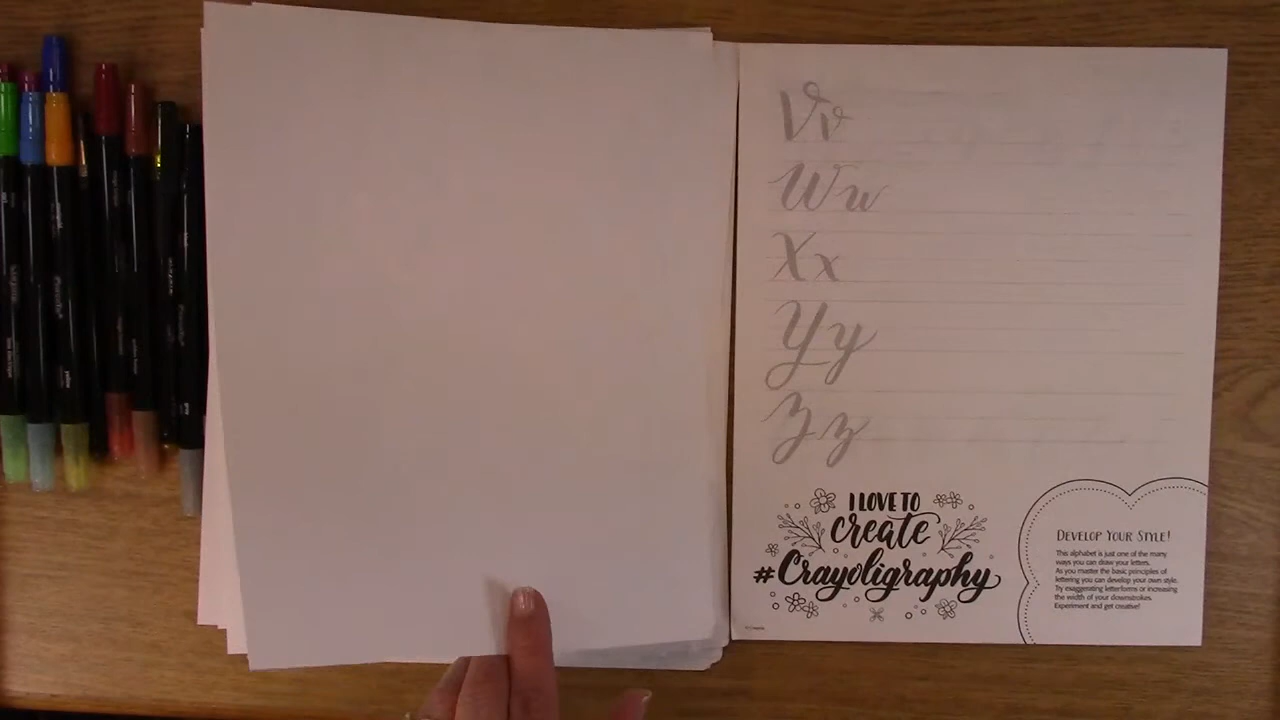 Vv
Ww
Xx
Yy
Zz
I LOVE TO
create
#Crayoligraphy
DEVELOP YOUR STYLE!
This alphabet is just one of the many
ways you can draw your letters.
As you master the basic principles of
lettering you can develop your own style.
Try exaggerating letterforms or increasing
the width of your downstrokes.
Experiment and get creative!